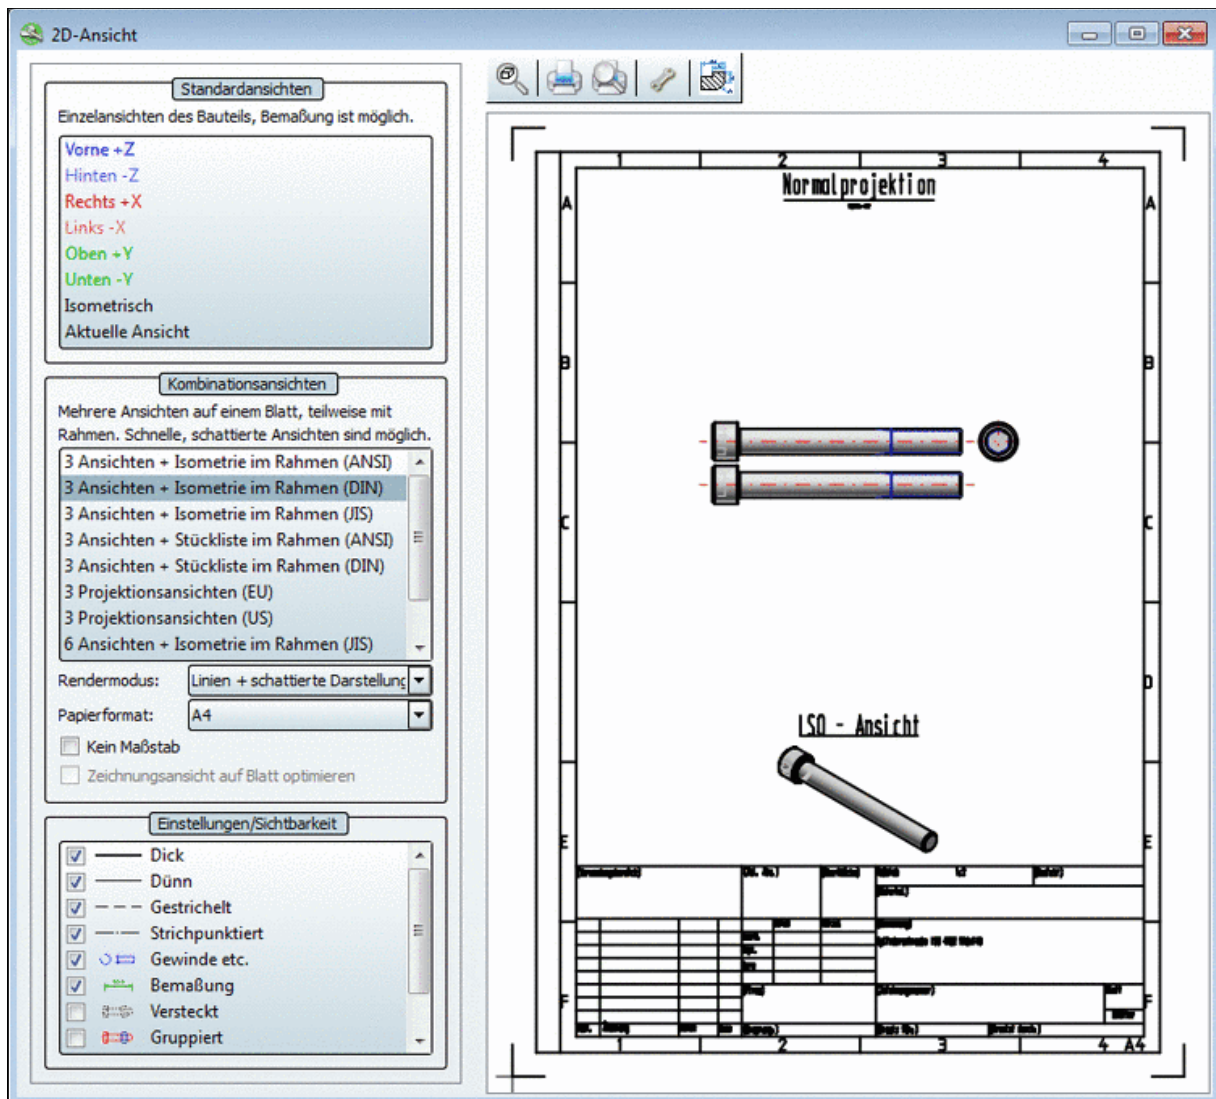 2D-Ansicht
Standardansichten
Einzelansichten des Bauteils, Bemaßung ist möglich.
Vorne +Z
Hinten -Z
Rechts +X
Links -X
Oben +Y
Unten -Y
Isometrisch
Aktuelle Ansicht
Kombinationsansichten
Mehrere Ansichten auf einem Blatt, teilweise mit
Rahmen. Schnelle, schattierte Ansichten sind möglich.
3 Ansichten + Isometrie im Rahmen (ANSI)
3 Ansichten + Isometrie im Rahmen (DIN)
3 Ansichten + Isometrie im Rahmen (JIS)
3 Ansichten + Stückliste im Rahmen (ANSI)
3 Ansichten + Stückliste im Rahmen (DIN)
3 Projektionsansichten (EU)
3 Projektionsansichten (US)
6 Ansichten + Isometrie im Rahmen (JIS)
Rendermodus: Linien + schattierte Darstellung
Papierformat: A4
Kein Maßstab
Zeichnungsansicht auf Blatt optimieren
Einstellungen/Sichtbarkeit
Dick
Dünn
Gestrichelt
Strichpunktiert
Gewinde etc.
Bemaßung
Versteckt
Gruppiert
1 2 3 4
Normalprojektion
A A
B B
C C
D
ISO - Ansicht
E E
F F
1 2 3 4 A4